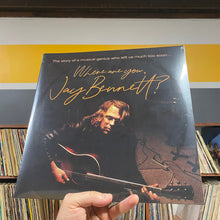 The story of a musical genius who left us much too soon...
Where are you,
Jay Bennett?